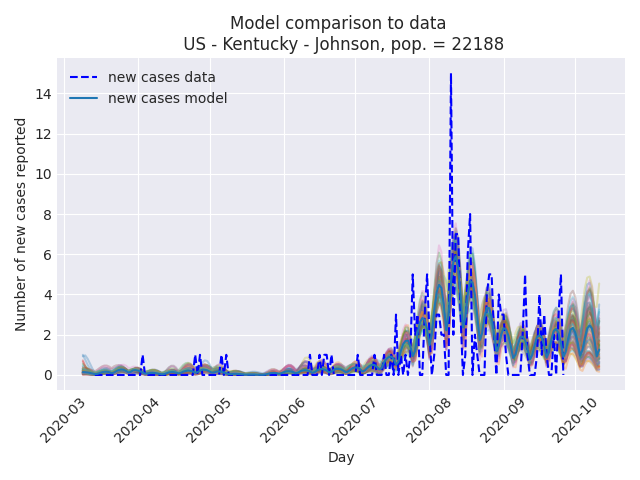 Model comparison to data
US - Kentucky - Johnson, pop. = 22188
new cases data
new cases model
Number of new cases reported
14
12
10
8
6
4
2
0
2020-03
2020-04
2020-05
2020-06
2020-07
2020-08
2020-09
2020-10
Day